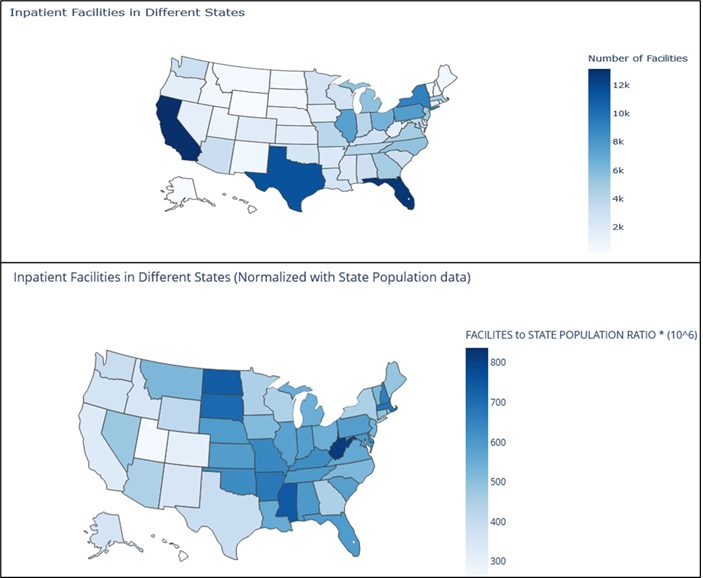 Inpatient Facilities in Different States
Number of Facilities
12k
10k
8k
6k
4k
2k
Inpatient Facilities in Different States (Normalized with State Population data)
FACILITES to STATE POPULATION RATIO * (10^6)
800
700
600
500
400
300